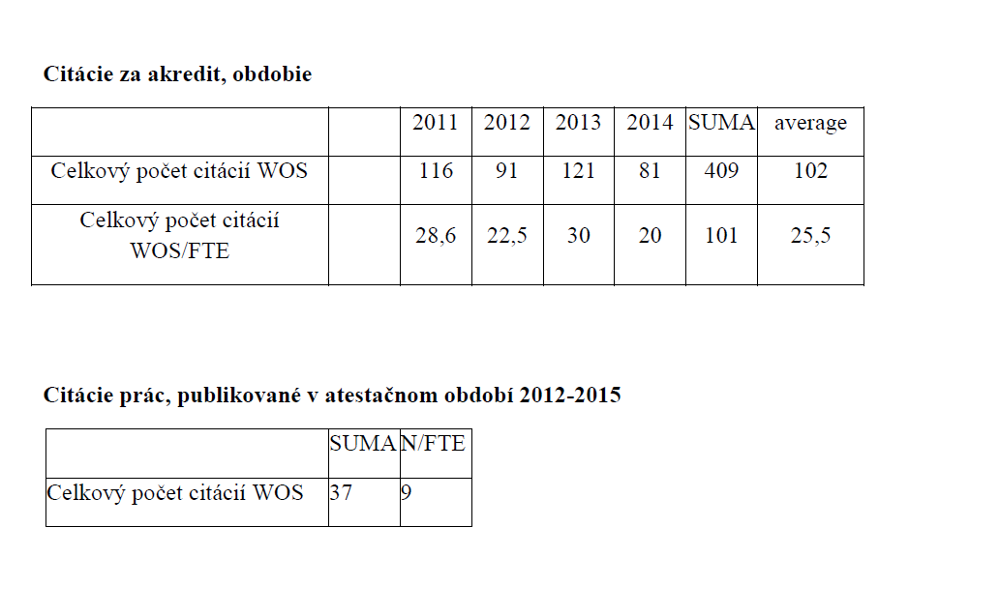 Citácie za akredit, obdobie
2011 2012 2013 2014 SUMA average
Celkový počet citácií WOS 116 91 121 81 409 102
Celkový počet citácií
WOS/FTE 28,6 22,5 30 20 101 25,5
Citácie prác, publikované v atestačnom období 2012-2015
SUMA N/FTE
Celkový počet citácií WOS 37 9